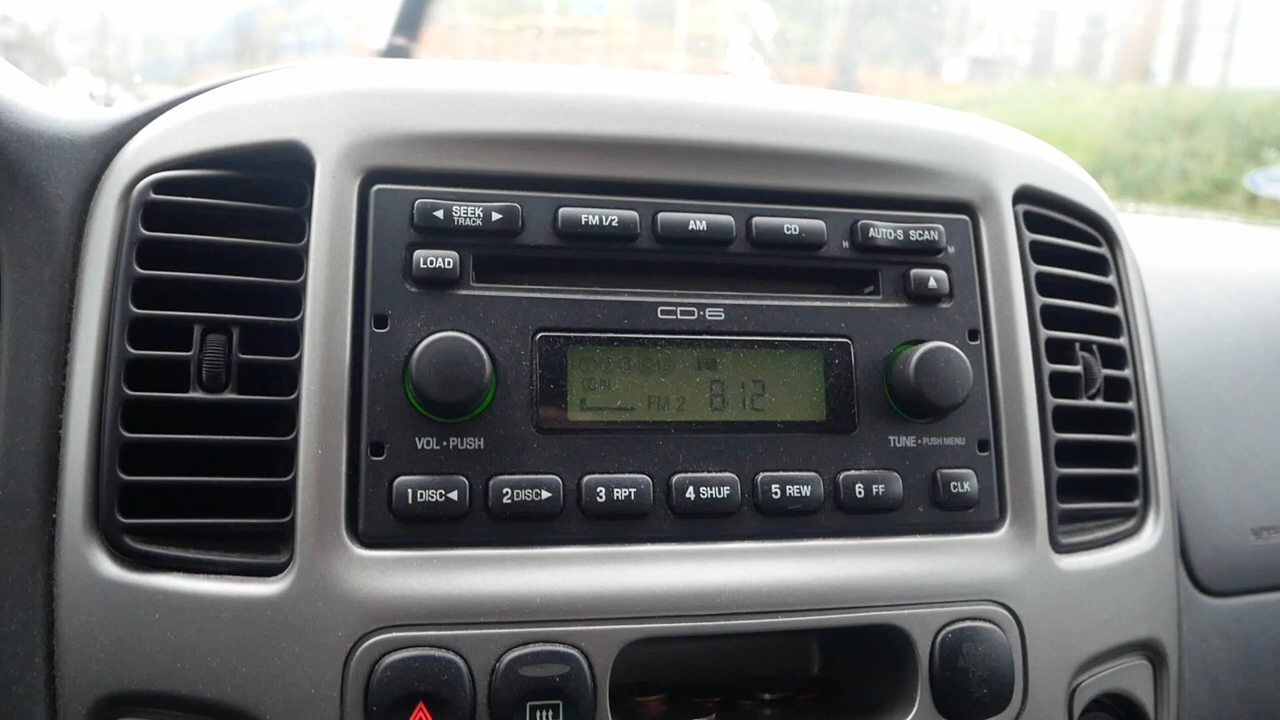 SEEK
TRACK
FM 1/2
AM
CD
AUTO-S SCAN
H
M
LOAD
CD·6
FM 2
8:12
VOL • PUSH
TUNE • PUSH MENU
1 DISC
2 DISC
3 RPT
4 SHUF
5 REW
6 FF
CLK